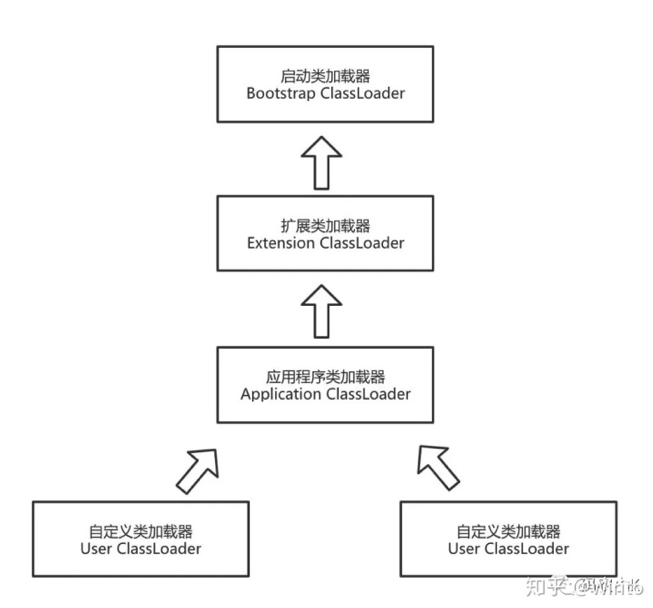 启动类加载器
Bootstrap ClassLoader
扩展类加载器
Extension ClassLoader
应用程序类加载器
Application ClassLoader
自定义类加载器
User ClassLoader
自定义类加载器
User ClassLoader
知乎